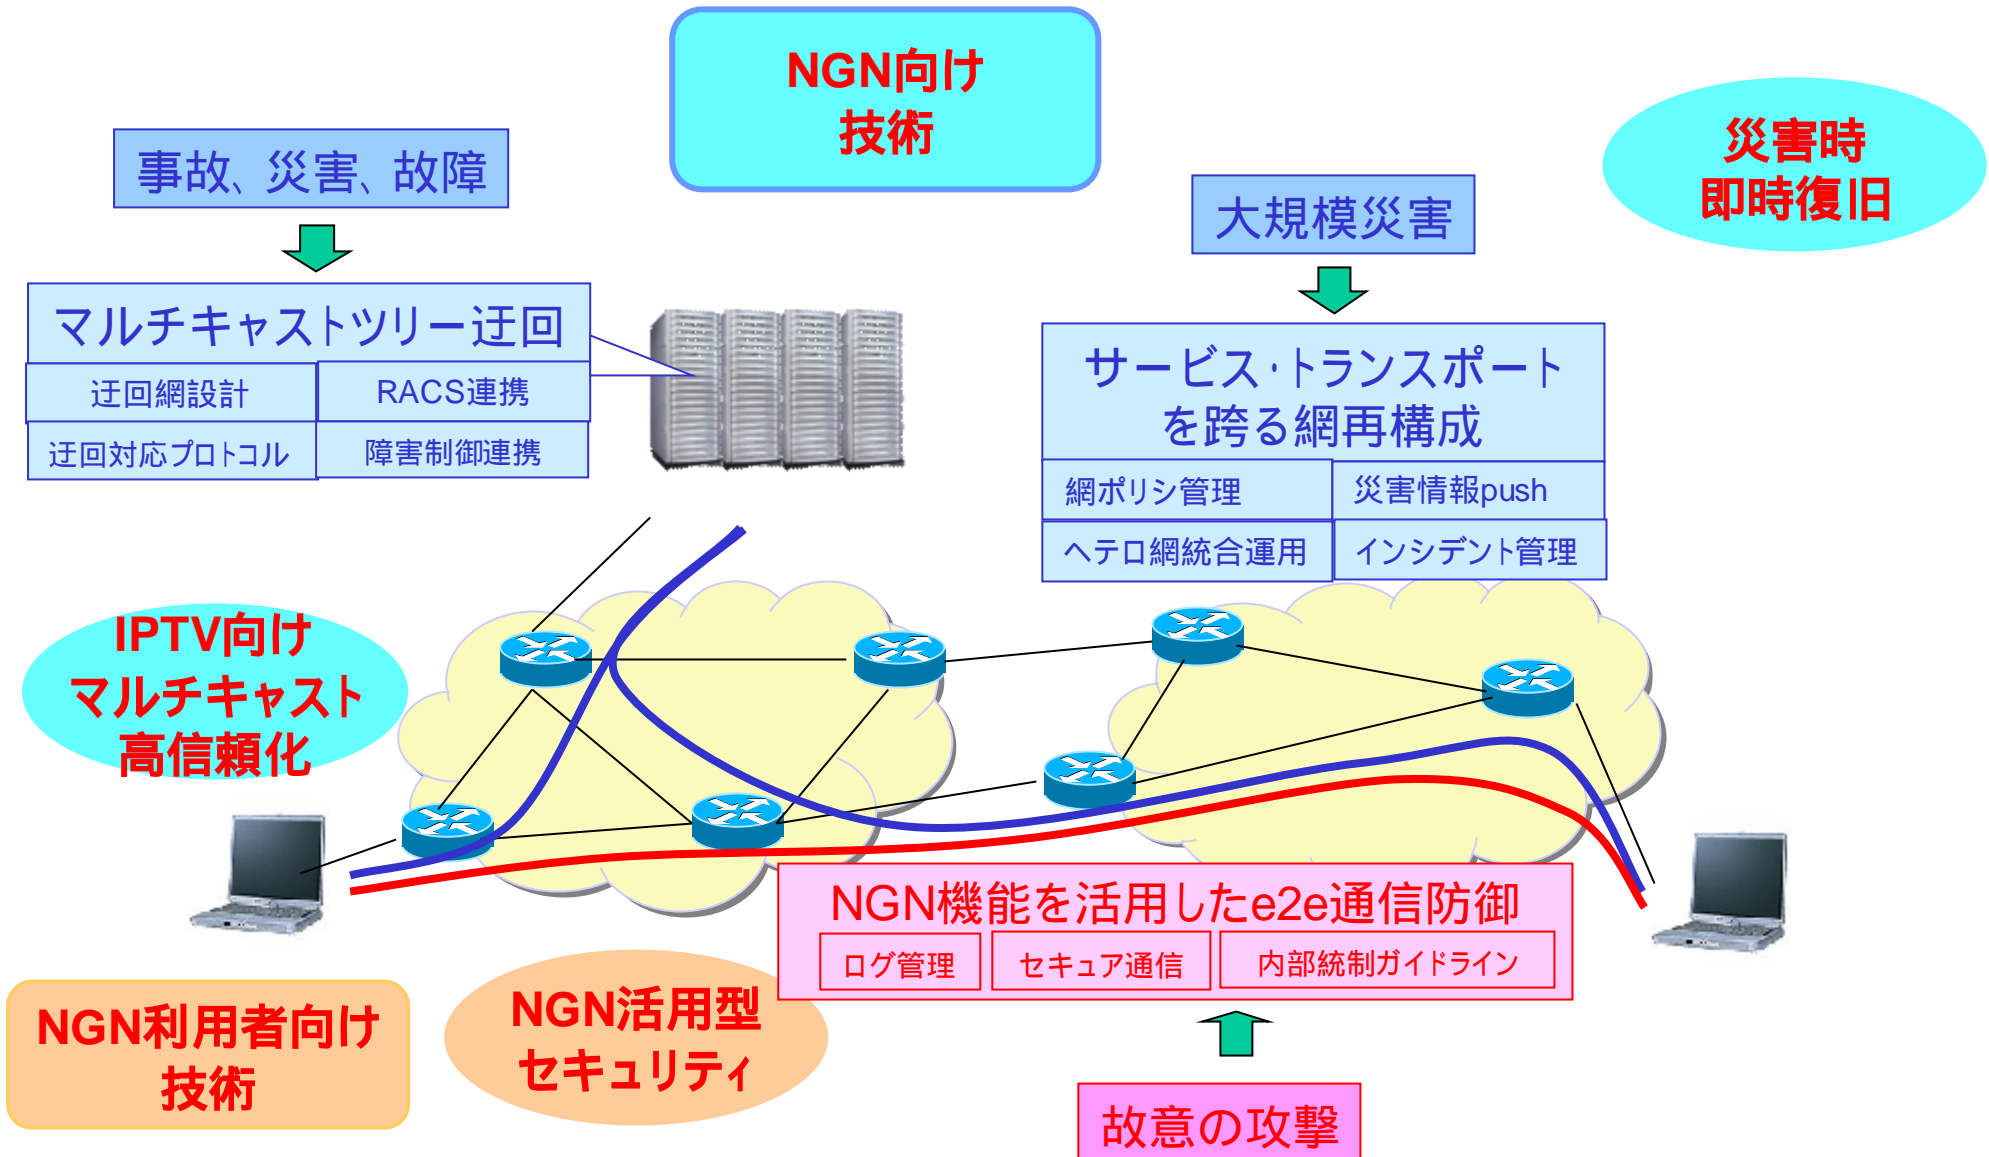 NGN向け
技術
災害時
即時復旧
事故、災害、故障
大規模災害
マルチキャストツリー迂回
迂回網設計
RACS連携
迂回対応プロトコル
障害制御連携
サービス・トランスポート
を跨る網再構成
網ポリシ管理
災害情報push
ヘテロ網統合運用
インシデント管理
IPTV向け
マルチキャスト
高信頼化
NGN機能を活用したe2e通信防御
ログ管理
セキュア通信
内部統制ガイドライン
NGN利用者向け
技術
NGN活用型
セキュリティ
故意の攻撃